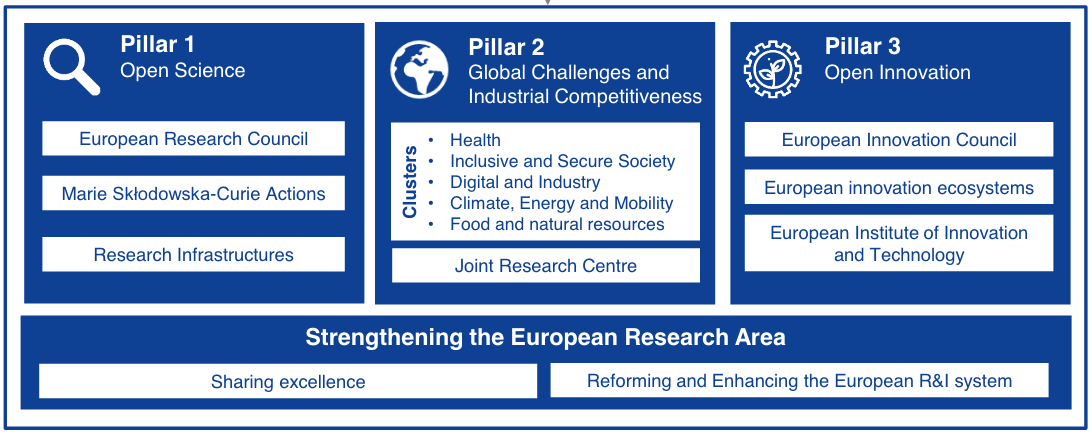 Pillar 1
Open Science
European Research Council
Marie Skłodowska-Curie Actions
Research Infrastructures
Pillar 2
Global Challenges and
Industrial Competitiveness
Clusters
• Health
• Inclusive and Secure Society
• Digital and Industry
• Climate, Energy and Mobility
• Food and natural resources
Joint Research Centre
Pillar 3
Open Innovation
European Innovation Council
European innovation ecosystems
European Institute of Innovation
and Technology
Strengthening the European Research Area
Sharing excellence
Reforming and Enhancing the European R&I system